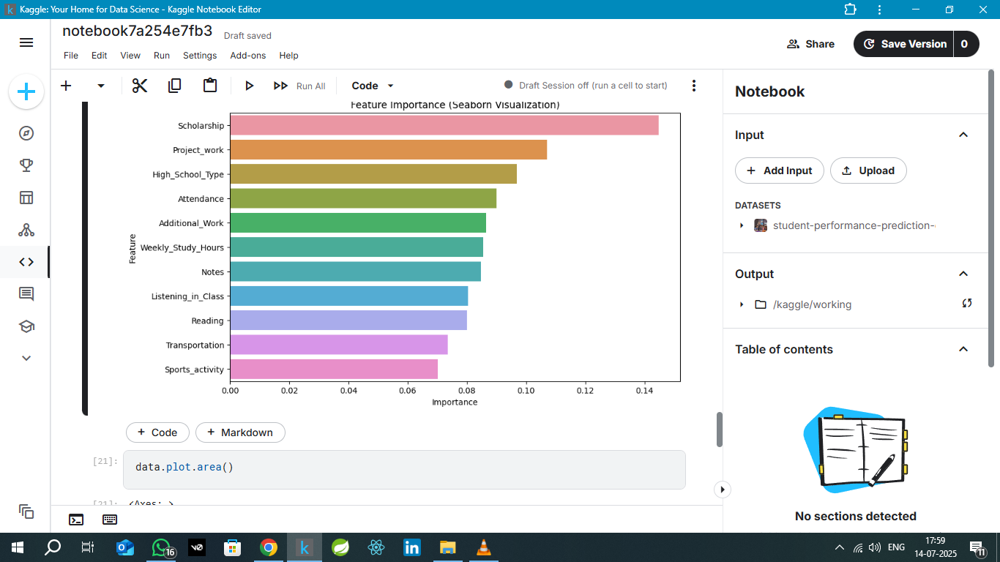 Kaggle: Your Home for Data Science - Kaggle Notebook Editor
notebook7a254e7fb3 Draft saved
File Edit View Run Settings Add-ons Help
Share
Save Version 0
Run All
Code
Draft Session off (run a cell to start)
Feature Importance (Seaborn Visualization)
Scholarship
Project_work
High_School_Type
Attendance
Additional_Work
Weekly_Study_Hours
Notes
Listening_in_Class
Reading
Transportation
Sports_activity
Feature
0.00 0.02 0.04 0.06 0.08 0.10 0.12 0.14
Importance
+ Code + Markdown
[21]:
data.plot.area()
[21]:
<Axes: >
Notebook
Input
+ Add Input
Upload
DATASETS
student-performance-prediction-
Output
/kaggle/working
Table of contents
No sections detected
16
v0
in
ENG
17:59
14-07-2025
11